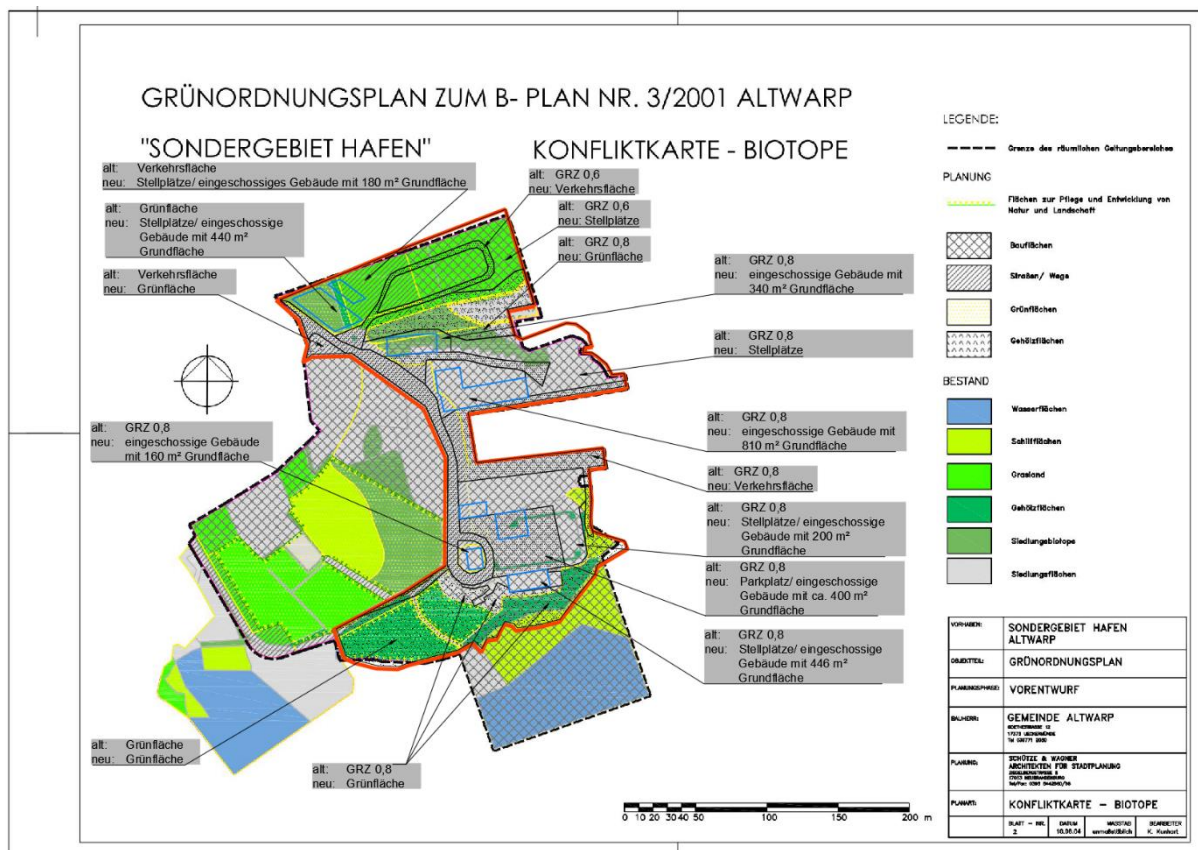 GRÜNORDNUNGSPLAN ZUM B- PLAN NR. 3/2001 ALTWARP
"SONDERGEBIET HAFEN"
KONFLIKTKARTE - BIOTOPE
alt: Verkehrsfläche
neu: Stellplätze/ eingeschossiges Gebäude mit 180 m² Grundfläche
alt: Grünfläche
neu: Stellplätze/ eingeschossige
Gebäude mit 440 m²
Grundfläche
alt: Verkehrsfläche
neu: Grünfläche
alt: GRZ 0,6
neu: Verkehrsfläche
alt: GRZ 0,6
neu: Stellplätze
alt: GRZ 0,8
neu: Grünfläche
alt: GRZ 0,8
neu: eingeschossige Gebäude mit
340 m² Grundfläche
alt: GRZ 0,8
neu: Stellplätze
alt: GRZ 0,8
neu: eingeschossige Gebäude
mit 160 m² Grundfläche
alt: GRZ 0,8
neu: eingeschossige Gebäude mit
810 m² Grundfläche
alt: GRZ 0,8
neu: Verkehrsfläche
alt: GRZ 0,8
neu: Stellplätze/ eingeschossige
Gebäude mit 200 m²
Grundfläche
alt: GRZ 0,8
neu: Parkplatz/ eingeschossige
Gebäude mit ca. 400 m²
Grundfläche
alt: GRZ 0,8
neu: Stellplätze/ eingeschossige
Gebäude mit 446 m²
Grundfläche
alt: Grünfläche
neu: Grünfläche
alt: GRZ 0,8
neu: Grünfläche
0 10 20 30 40 50 100 150 200 m
LEGENDE:
Grenze des räumlichen Geltungsbereiches
PLANUNG
Flächen zur Pflege und Entwicklung von
Natur und Landschaft
Bauflächen
Straßen/ Wege
Grünflächen
Gehölzflächen
BESTAND
Wasserflächen
Schilfflächen
Grasland
Gehölzflächen
Siedlungsbiotope
Siedlungsflächen
VORHABEN: SONDERGEBIET HAFEN
ALTWARP
OBJEKTTEIL: GRÜNORDNUNGSPLAN
PLANUNGSPHASE: VORENTWURF
BAUHERR: GEMEINDE ALTWARP
PLANUNG: SCHÜTZE & WAGNER
ARCHITEKTEN FÜR STADTPLANUNG
PLANART: KONFLIKTKARTE - BIOTOPE
BLATT - NR. DATUM MASSTAB BEARBEITER
2 unmaßstäblich K. Kunhart